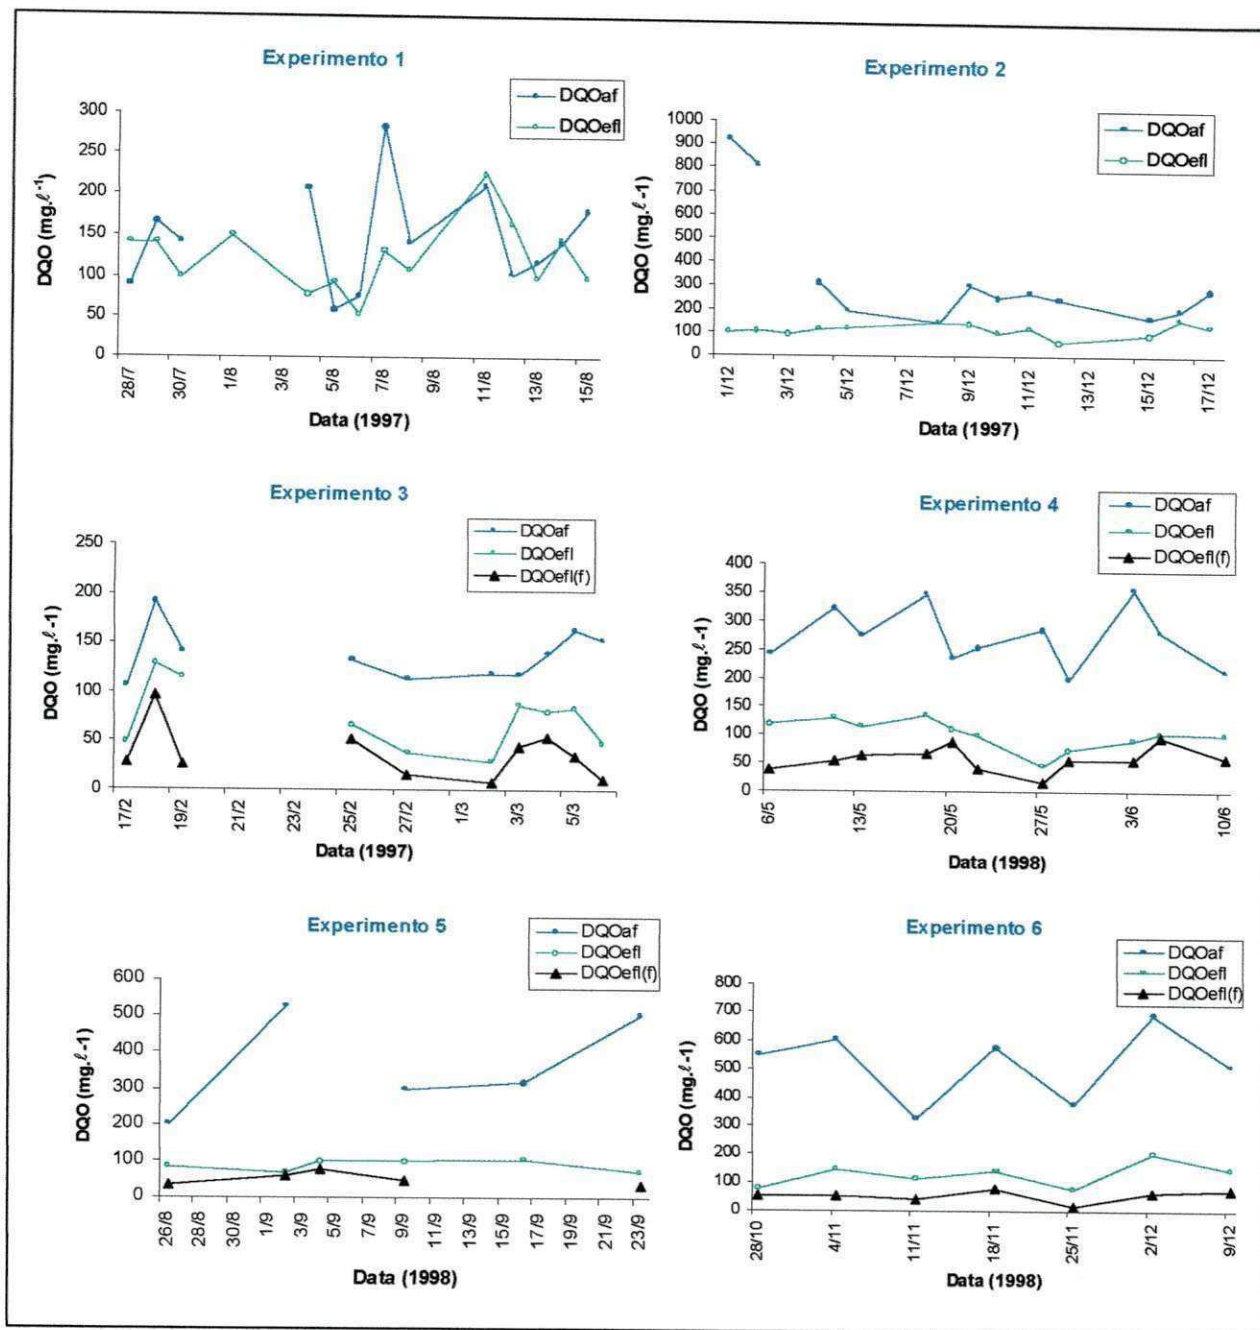 Experimento 1
DQOaf
DQOefl
300
250
200
150
100
50
0
DQO (mg.ℓ-1)
28/7 30/7 1/8 3/8 5/8 7/8 9/8 11/8 13/8 15/8
Data (1997)
Experimento 2
DQOaf
DQOefl
1000
900
800
700
600
500
400
300
200
100
0
DQO (mg.ℓ-1)
1/12 3/12 5/12 7/12 9/12 11/12 13/12 15/12 17/12
Data (1997)
Experimento 3
DQOaf
DQOefl
DQOefl(f)
250
200
150
100
50
0
DQO (mg.ℓ-1)
17/2 19/2 21/2 23/2 25/2 27/2 1/3 3/3 5/3
Data (1997)
Experimento 4
DQOaf
DQOefl
DQOefl(f)
400
350
300
250
200
150
100
50
0
DQO (mg.ℓ-1)
6/5 13/5 20/5 27/5 3/6 10/6
Data (1998)
Experimento 5
DQOaf
DQOefl
DQOefl(f)
600
500
400
300
200
100
0
DQO (mg.ℓ-1)
26/8 28/8 30/8 1/9 3/9 5/9 7/9 9/9 11/9 13/9 15/9 17/9 19/9 21/9 23/9
Data (1998)
Experimento 6
DQOaf
DQOefl
DQOefl(f)
800
700
600
500
400
300
200
100
0
DQO (mg.ℓ-1)
28/10 4/11 11/11 18/11 25/11 2/12 9/12
Data (1998)